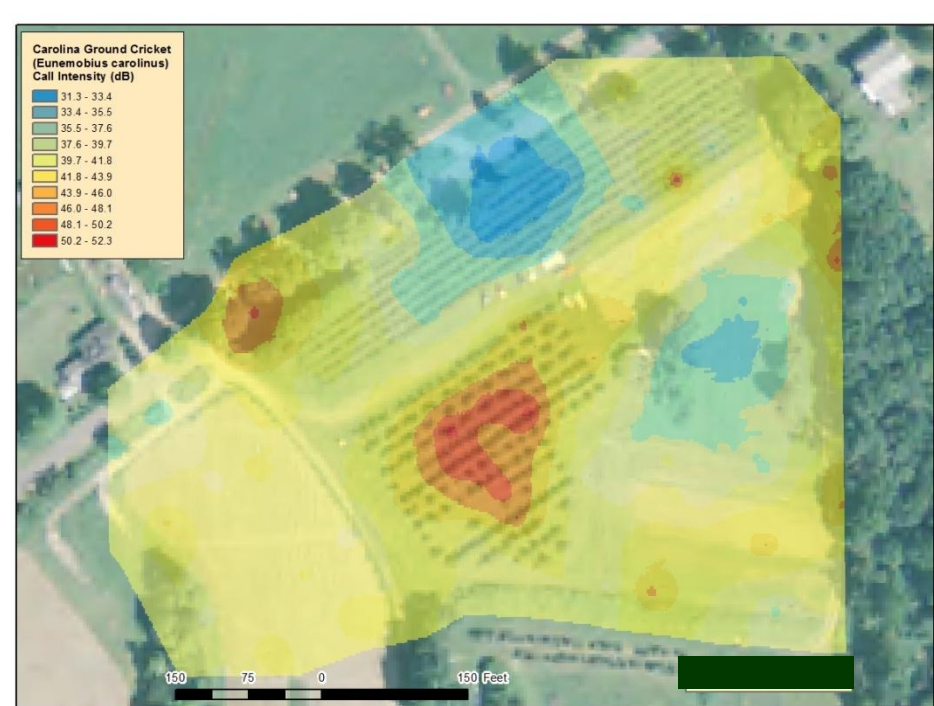 Carolina Ground Cricket
(Eunemobius carolinus)
Call Intensity (dB)
31.3 - 33.4
33.4 - 35.5
35.5 - 37.6
37.6 - 39.7
39.7 - 41.8
41.8 - 43.9
43.9 - 46.0
46.0 - 48.1
48.1 - 50.2
50.2 - 52.3
150 75 0 150 Feet